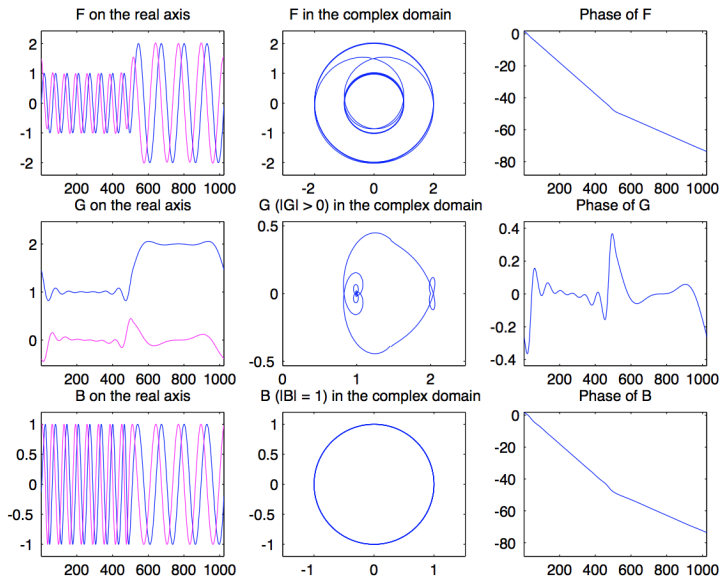 F on the real axis
F in the complex domain
Phase of F
2
1
0
-1
-2
200 400 600 800 1000
2
1
0
-1
-2
-2 0 2
0
-20
-40
-60
-80
200 400 600 800 1000
G on the real axis
G (|G| > 0) in the complex domain
Phase of G
2
1
0
200 400 600 800 1000
0.5
0
-0.5
0 1 2
0.4
0.2
0
-0.2
-0.4
200 400 600 800 1000
B on the real axis
B (|B| = 1) in the complex domain
Phase of B
1
0.5
0
-0.5
-1
200 400 600 800 1000
1
0.5
0
-0.5
-1
-1 0 1
0
-20
-40
-60
-80
200 400 600 800 1000